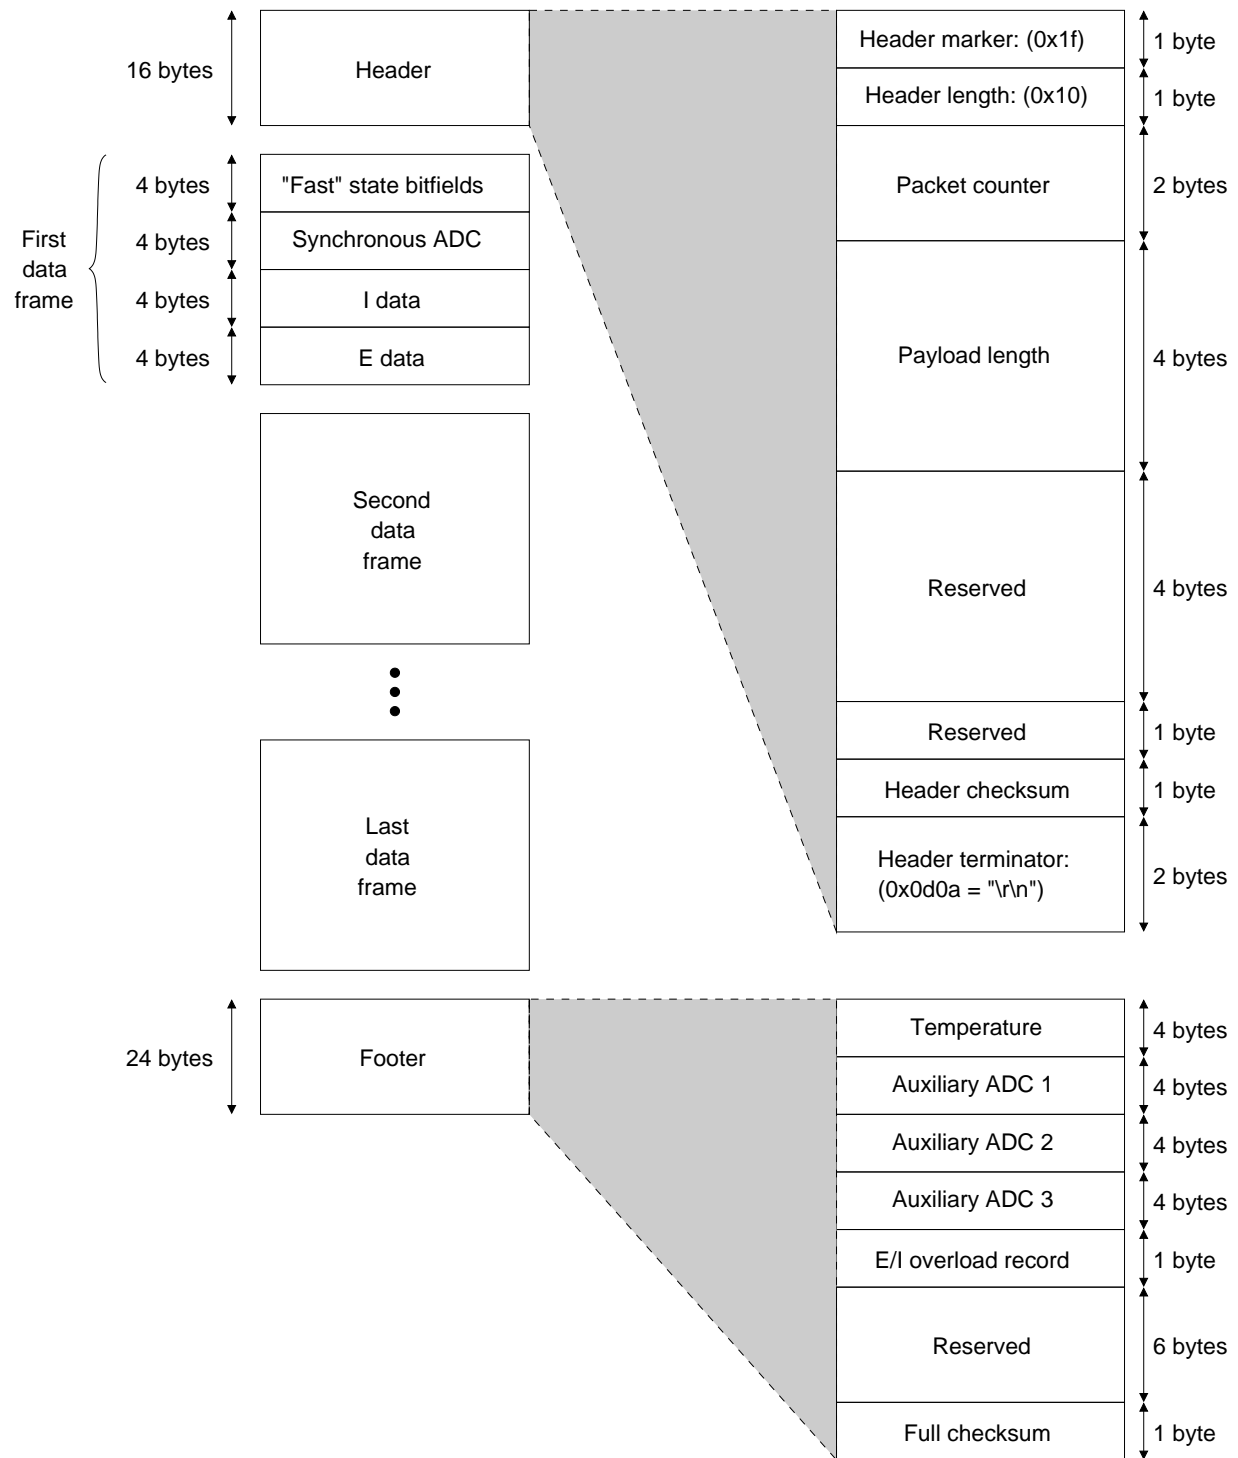 16 bytes
Header
First
data
frame
4 bytes
"Fast" state bitfields
4 bytes
Synchronous ADC
4 bytes
I data
4 bytes
E data
Second
data
frame
Last
data
frame
24 bytes
Footer
Header marker: (0x1f)
1 byte
Header length: (0x10)
1 byte
Packet counter
2 bytes
Payload length
4 bytes
Reserved
4 bytes
Reserved
1 byte
Header checksum
1 byte
Header terminator:
(0x0d0a = "\r\n")
2 bytes
Temperature
4 bytes
Auxiliary ADC 1
4 bytes
Auxiliary ADC 2
4 bytes
Auxiliary ADC 3
4 bytes
E/I overload record
1 byte
Reserved
6 bytes
Full checksum
1 byte